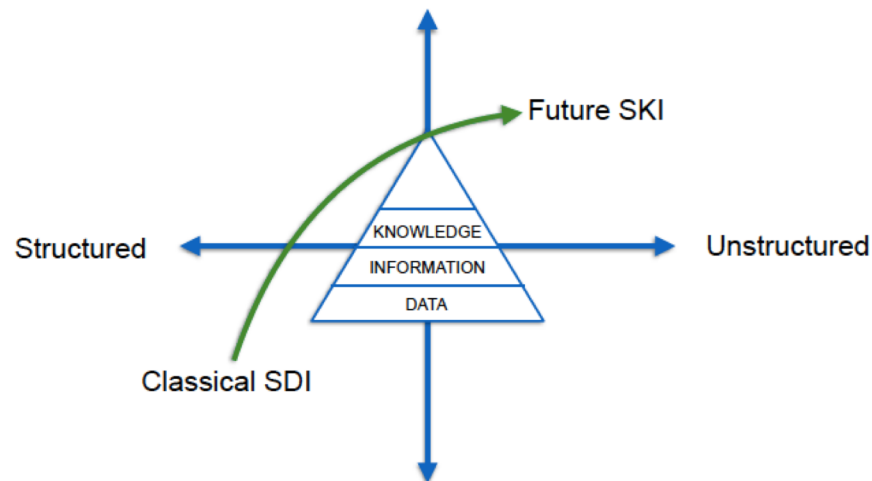 Future SKI
KNOWLEDGE
Structured
Unstructured
INFORMATION
DATA
Classical SDI